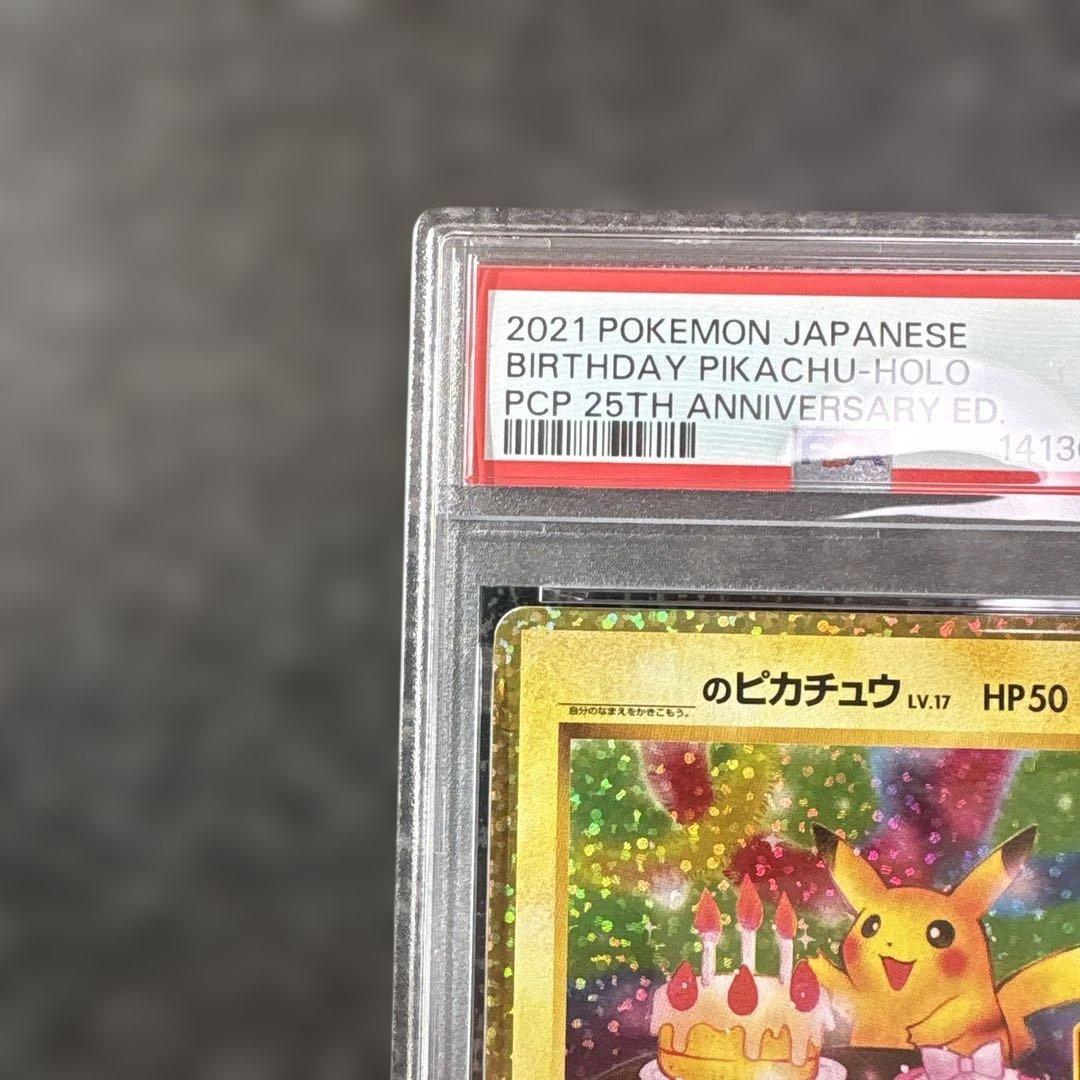 2021 POKEMON JAPANESE
BIRTHDAY PIKACHU-HOLO
PCP 25TH ANNIVERSARY ED.
1413
のピカチュウ LV.17 HP50
自分のなまえをかきこもう。